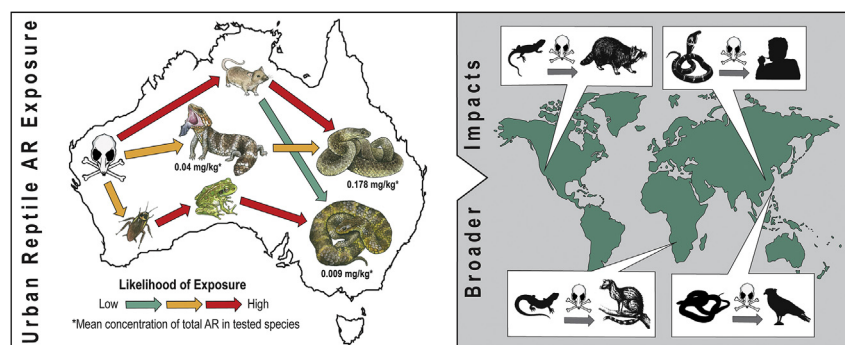 Urban Reptile AR Exposure
0.04 mg/kg*
0.178 mg/kg*
0.009 mg/kg*
Likelihood of Exposure
Low High
*Mean concentration of total AR in tested species
Broader Impacts